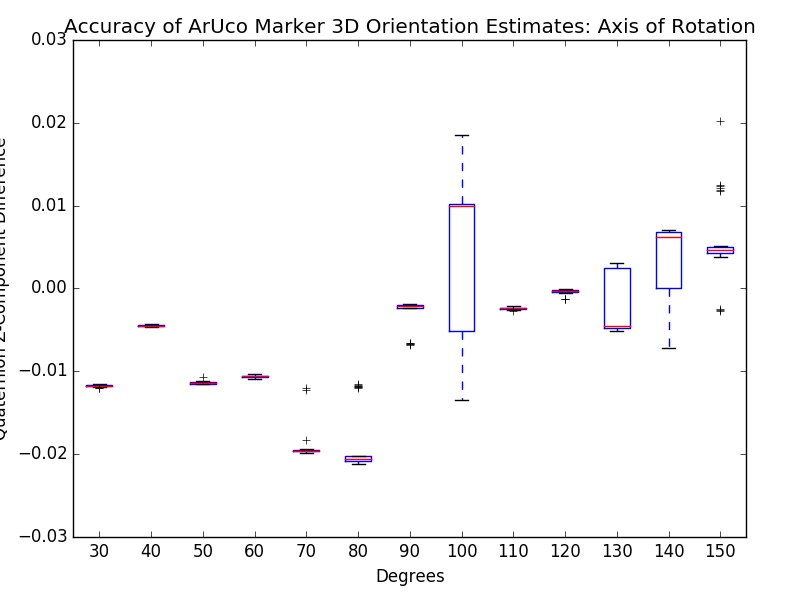 Accuracy of ArUco Marker 3D Orientation Estimates: Axis of Rotation
0.03
0.02
0.01
0.00
−0.01
−0.02
−0.03
Quaternion Z-Component Difference
30 40 50 60 70 80 90 100 110 120 130 140 150
Degrees